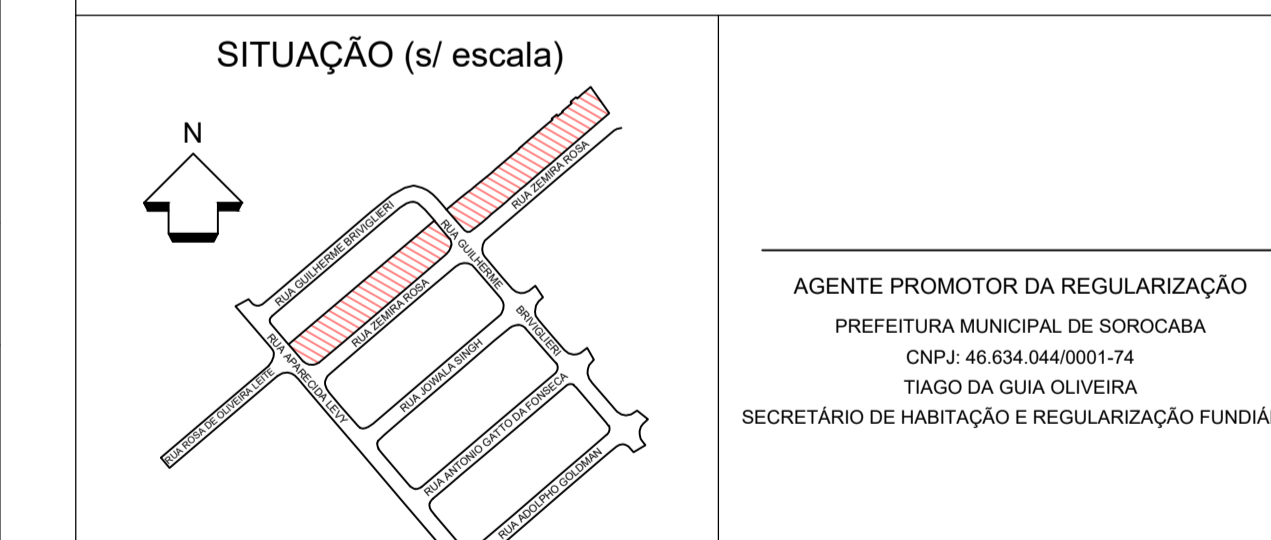 SITUAÇÃO (s/ escala)
N
RUA ZEMIRA ROSA
RUA GUILHERME BRIVIGLIERI
RUA GUILHERME
BRIVIGLIERI
RUA ZEMIRA ROSA
RUA APARECIDA LEVY
RUA JOWALA SINGH
RUA ROSA DE OLIVEIRA LEITE
RUA ANTONIO GATTO DA FONSECA
RUA ADOLPHO GOLDMAN
AGENTE PROMOTOR DA REGULARIZAÇÃO
PREFEITURA MUNICIPAL DE SOROCABA
CNPJ: 46.634.044/0001-74
TIAGO DA GUIA OLIVEIRA
SECRETÁRIO DE HABITAÇÃO E REGULARIZAÇÃO